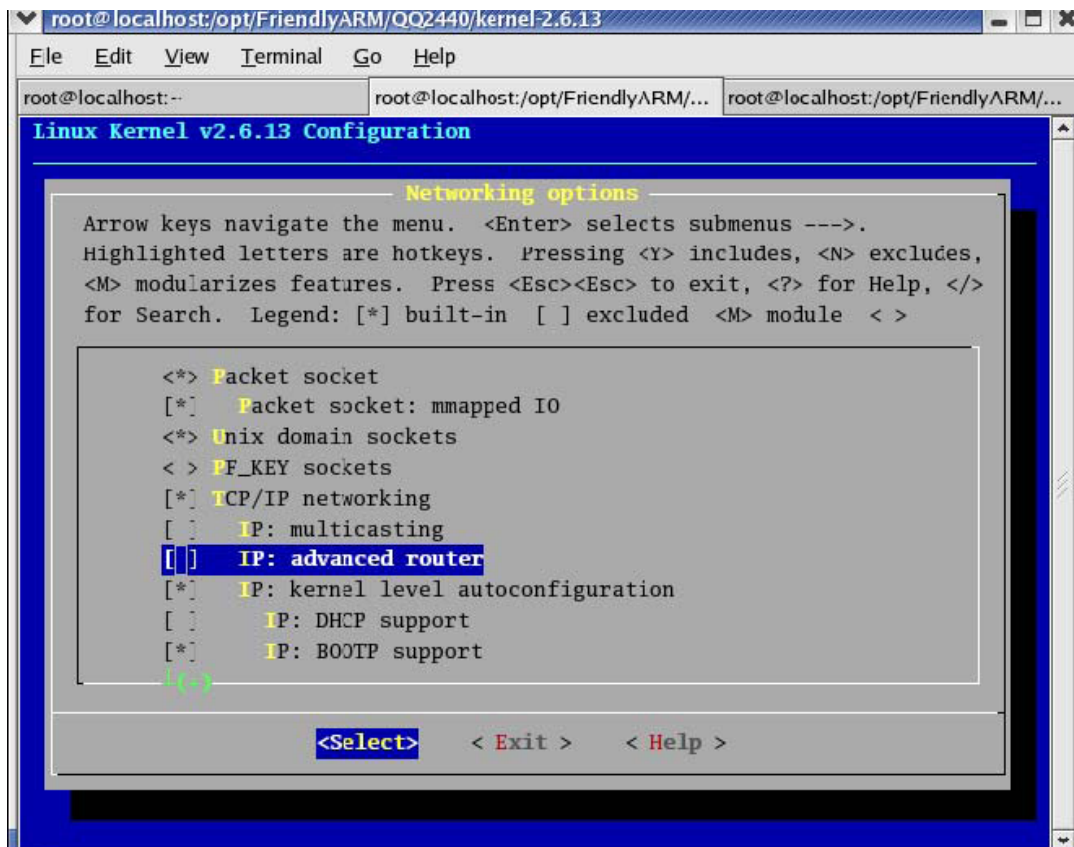 root@localhost:/opt/FriendlyARM/QQ2440/kernel-2.6.13
File Edit View Terminal Go Help
root@localhost:~ root@localhost:/opt/FriendlyARM/... root@localhost:/opt/FriendlyARM/...
Linux Kernel v2.6.13 Configuration
Networking options
Arrow keys navigate the menu. <Enter> selects submenus --->.
Highlighted letters are hotkeys. Pressing <Y> includes, <N> excludes,
<M> modularizes features. Press <Esc><Esc> to exit, <?> for Help, </>
for Search. Legend: [*] built-in [ ] excluded <M> module < >
<*> Packet socket
[*] Packet socket: mmapped IO
<*> Unix domain sockets
< > PF_KEY sockets
[*] TCP/IP networking
[ ] IP: multicasting
[ ] IP: advanced router
[*] IP: kernel level autoconfiguration
[ ] IP: DHCP support
[*] IP: BOOTP support
(+)
<Select> < Exit > < Help >